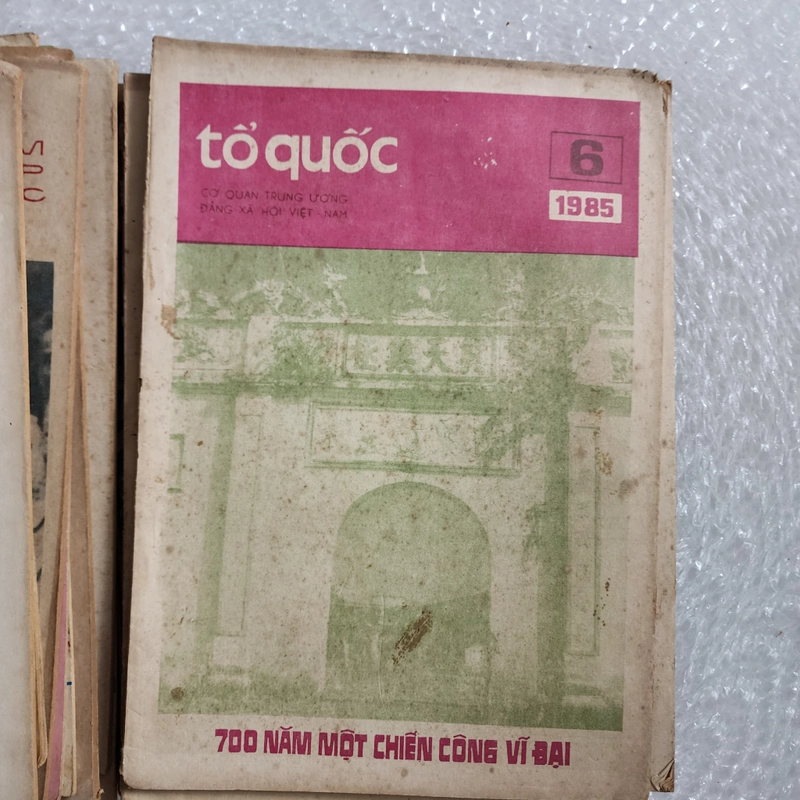 tổ quốc
6
1985
CƠ QUAN TRUNG ƯƠNG
ĐẢNG XÃ HỘI VIỆT NAM
700 NĂM MỘT CHIẾN CÔNG VĨ ĐẠI